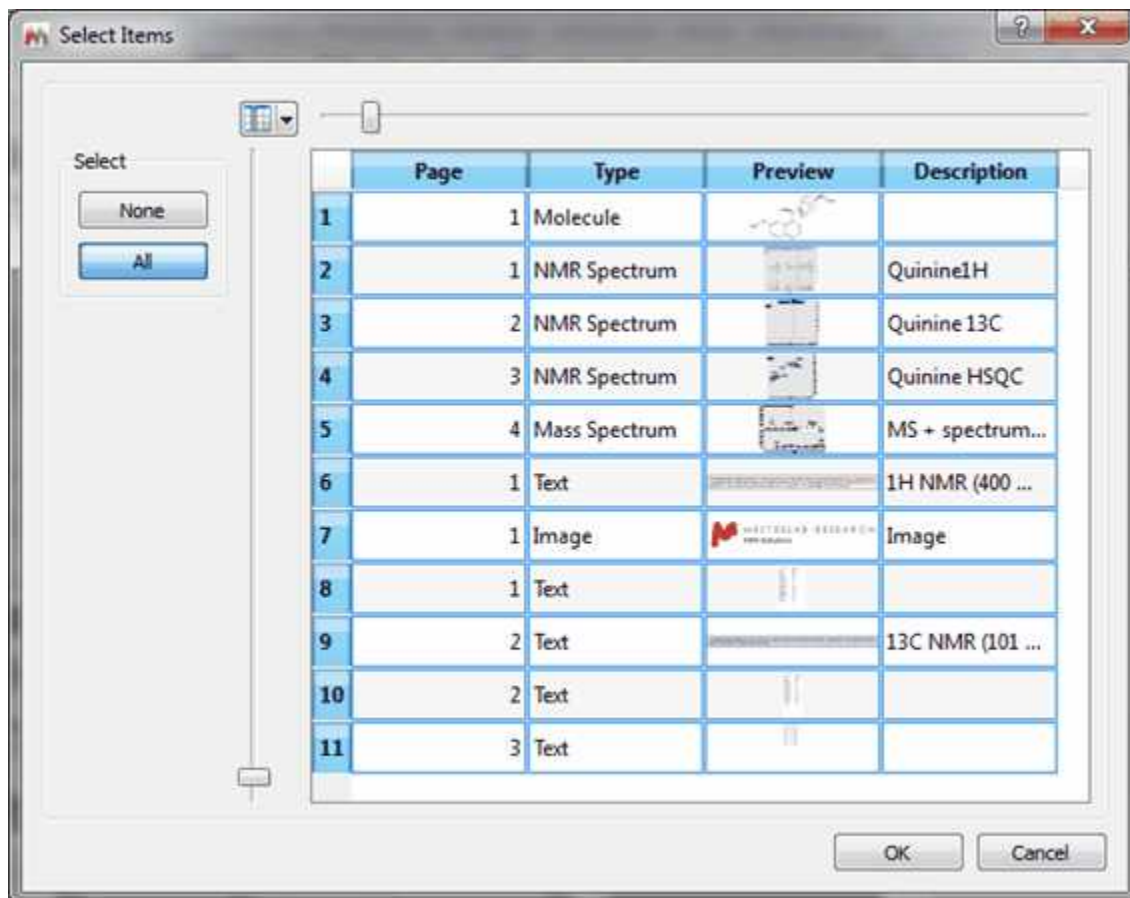 Select Items
Select
None
All
Page Type Preview Description
1 1 Molecule
2 1 NMR Spectrum Quinine1H
3 2 NMR Spectrum Quinine 13C
4 3 NMR Spectrum Quinine HSQC
5 4 Mass Spectrum MS + spectrum...
6 1 Text 1H NMR (400 ...
7 1 Image MESTRELAB RESEARCH Image
8 1 Text
9 2 Text 13C NMR (101 ...
10 2 Text
11 3 Text
OK Cancel